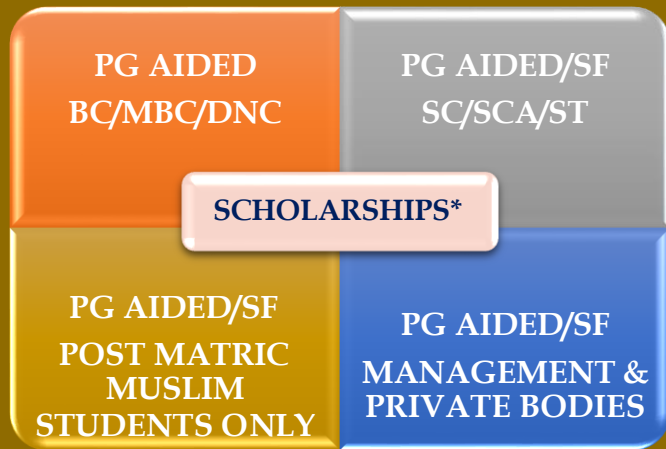 PG AIDED
BC/MBC/DNC
PG AIDED/SF
SC/SCA/ST
SCHOLARSHIPS*
PG AIDED/SF
POST MATRIC
MUSLIM
STUDENTS ONLY
PG AIDED/SF
MANAGEMENT &
PRIVATE BODIES